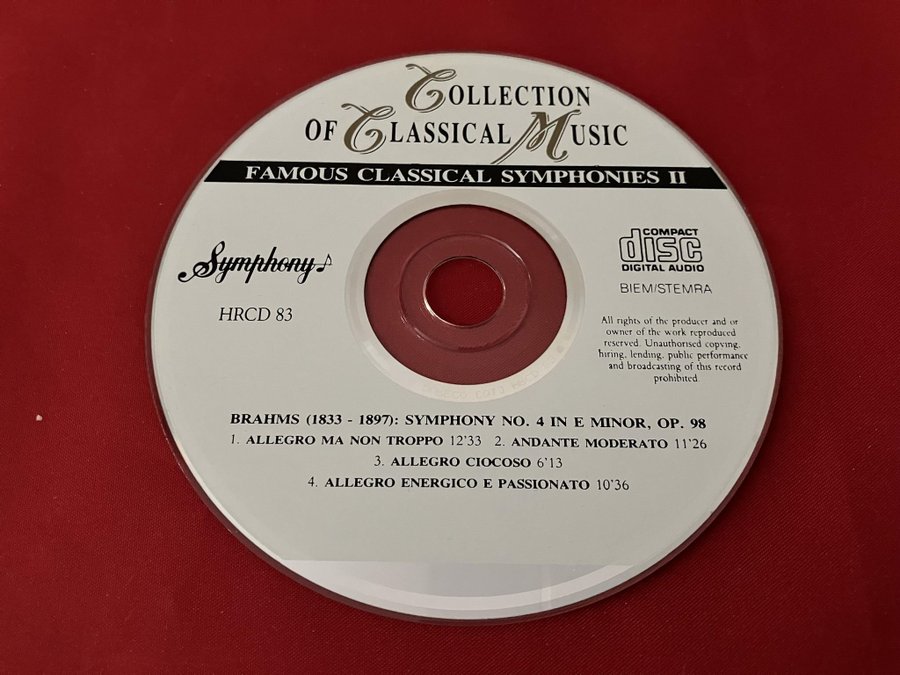 COLLECTION
OF CLASSICAL MUSIC
FAMOUS CLASSICAL SYMPHONIES II
Symphony
HRCD 83
COMPACT
disc
DIGITAL AUDIO
BIEM/STEMRA
All rights of the producer and or
owner of the work reproduced
reserved. Unauthorised copying,
hiring, lending, public performance
and broadcasting of this record
prohibited.
BRAHMS (1833 - 1897): SYMPHONY NO. 4 IN E MINOR, OP. 98
1. ALLEGRO MA NON TROPPO 12'33 2. ANDANTE MODERATO 11'26
3. ALLEGRO CIOCOSO 6'13
4. ALLEGRO ENERGICO E PASSIONATO 10'36